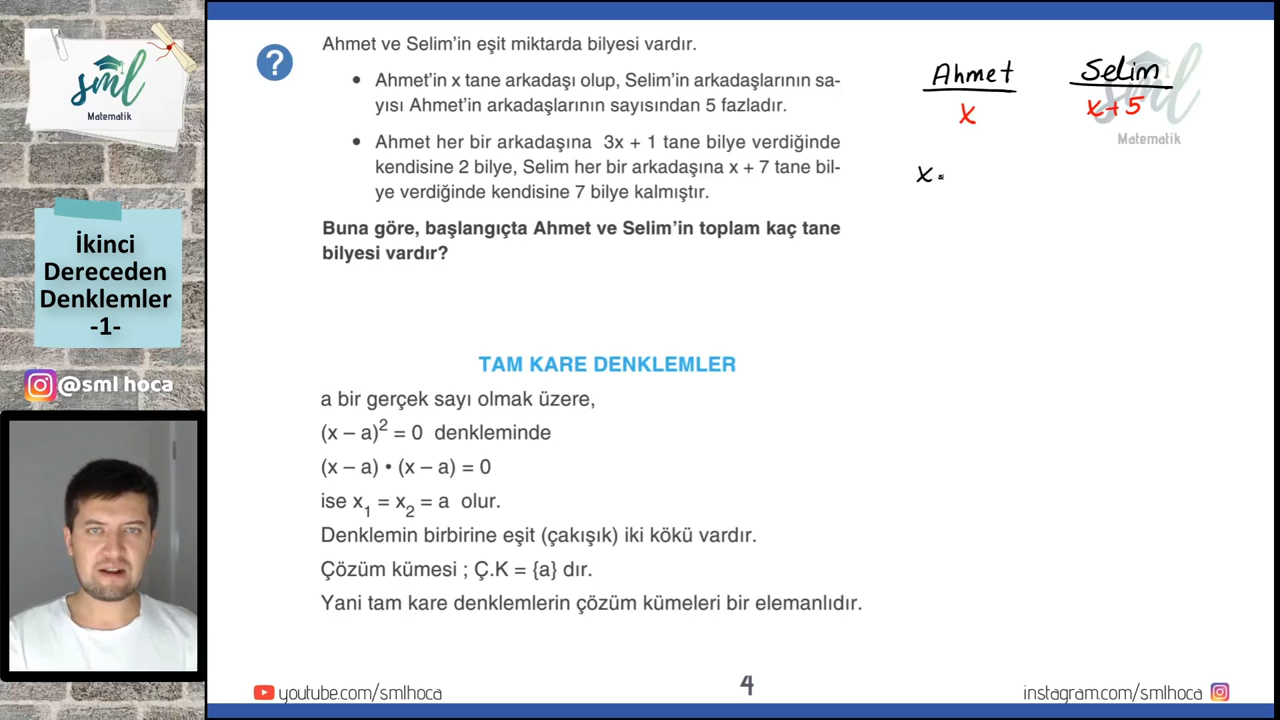 sml
Matematik
İkinci
Dereceden
Denklemler
-1-
@sml hoca
?
Ahmet ve Selim'in eşit miktarda bilyesi vardır.
• Ahmet'in x tane arkadaşı olup, Selim'in arkadaşlarının sa-
yısı Ahmet'in arkadaşlarının sayısından 5 fazladır.
• Ahmet her bir arkadaşına 3x + 1 tane bilye verdiğinde
kendisine 2 bilye, Selim her bir arkadaşına x + 7 tane bil-
ye verdiğinde kendisine 7 bilye kalmıştır.
Buna göre, başlangıçta Ahmet ve Selim'in toplam kaç tane
bilyesi vardır?
Ahmet Selim
x x+5
x.
sml
Matematik
TAM KARE DENKLEMLER
a bir gerçek sayı olmak üzere,
(x – a)² = 0 denkleminde
(x – a) • (x – a) = 0
ise x₁ = x₂ = a olur.
Denklemin birbirine eşit (çakışık) iki kökü vardır.
Çözüm kümesi ; Ç.K = {a} dır.
Yani tam kare denklemlerin çözüm kümeleri bir elemanlıdır.
youtube.com/smlhoca 4 instagram.com/smlhoca